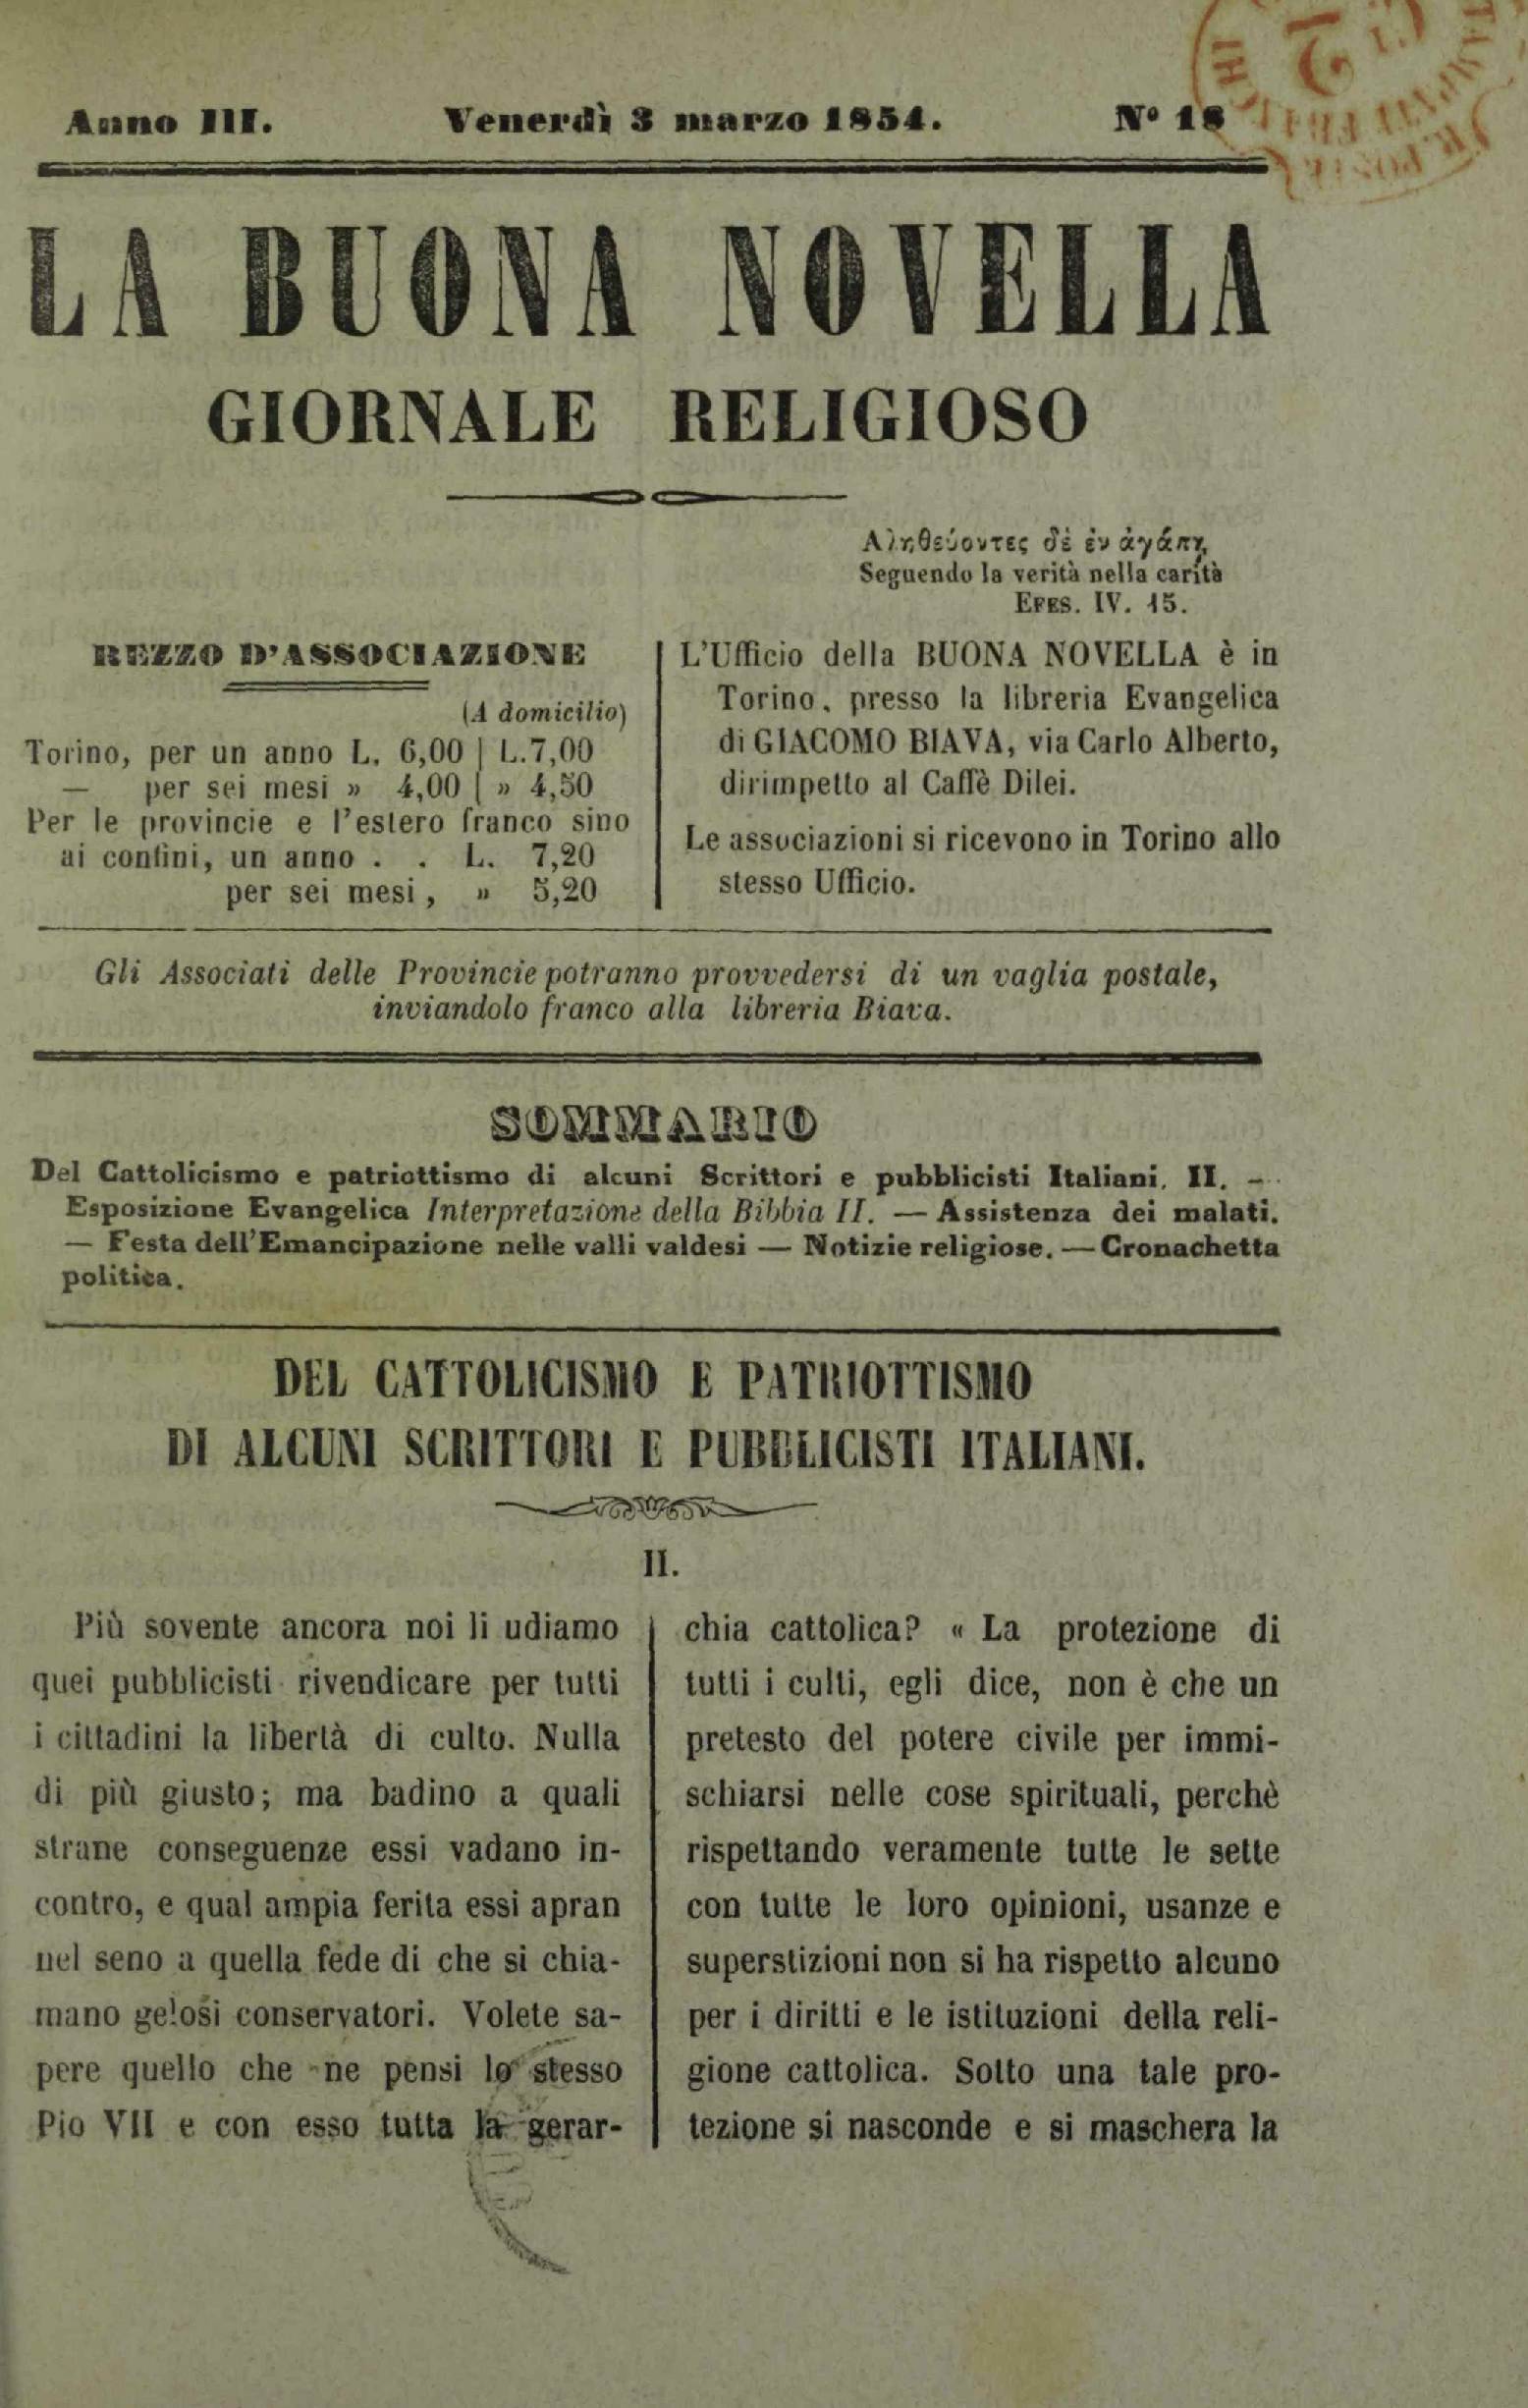 Anno III. Venerdì 3 marzo 1854. Nº 18
LA BUONA NOVELLA
GIORNALE RELIGIOSO
Αληθεύοντες δὲ ἐν ἀγάπῃ
Seguendo la verità nella carità
EFES. IV. 15.
REZZO D'ASSOCIAZIONE
(A domicilio)
Torino, per un anno L. 6,00 | L. 7,00
— per sei mesi » 4,00 | » 4,50
Per le provincie e l'estero franco sino
ai confini, un anno . . L. 7,20
per sei mesi, » 5,20
L'Ufficio della BUONA NOVELLA è in
Torino, presso la libreria Evangelica
di GIACOMO BIAVA, via Carlo Alberto,
dirimpetto al Caffè Dilei.
Le associazioni si ricevono in Torino allo
stesso Ufficio.
Gli Associati delle Provincie potranno provvedersi di un vaglia postale,
inviandolo franco alla libreria Biava.
SOMMARIO
Del Cattolicismo e patriottismo di alcuni Scrittori e pubblicisti Italiani. II. —
Esposizione Evangelica Interpretazione della Bibbia II. — Assistenza dei malati.
— Festa dell'Emancipazione nelle valli valdesi — Notizie religiose. — Cronachetta
politica.
DEL CATTOLICISMO E PATRIOTTISMO
DI ALCUNI SCRITTORI E PUBBLICISTI ITALIANI.
II.
Più sovente ancora noi li udiamo
quei pubblicisti rivendicare per tutti
i cittadini la libertà di culto. Nulla
di più giusto; ma badino a quali
strane conseguenze essi vadano in-
contro, e qual ampia ferita essi apran
nel seno a quella fede di che si chia-
mano gelosi conservatori. Volete sa-
pere quello che ne pensi lo stesso
Pio VII e con esso tutta la gerar-
chia cattolica? « La protezione di
tutti i culti, egli dice, non è che un
pretesto del potere civile per immi-
schiarsi nelle cose spirituali, perchè
rispettando veramente tutte le sette
con tutte le loro opinioni, usanze e
superstizioni non si ha rispetto alcuno
per i diritti e le istituzioni della reli-
gione cattolica. Sotto una tale pro-
tezione si nasconde e si maschera la